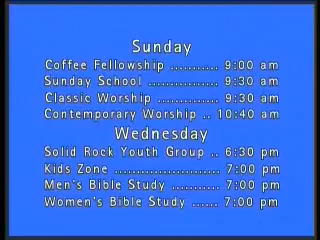 Sunday
Coffee Fellowship ........... 9:00 am
Sunday School ................ 9:30 am
Classic Worship .............. 9:30 am
Contemporary Worship .. 10:40 am
Wednesday
Solid Rock Youth Group .. 6:30 pm
Kids Zone ........................ 7:00 pm
Men's Bible Study ........... 7:00 pm
Women's Bible Study ...... 7:00 pm